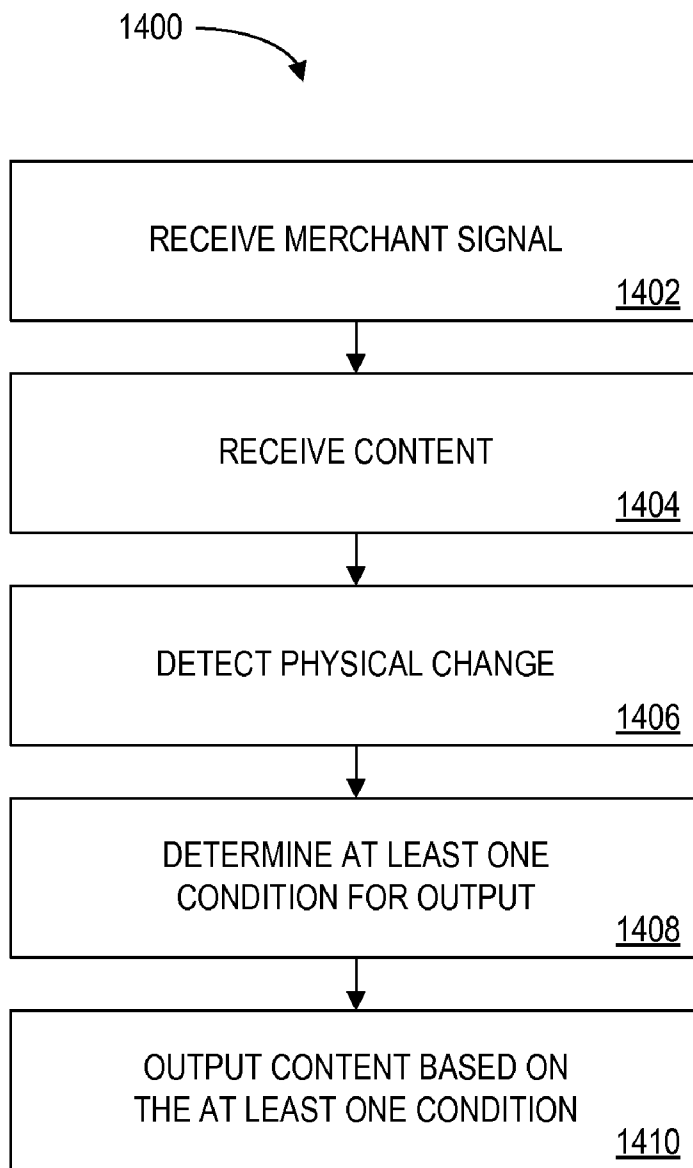 1400
RECEIVE MERCHANT SIGNAL
1402
RECEIVE CONTENT
1404
DETECT PHYSICAL CHANGE
1406
DETERMINE AT LEAST ONE
CONDITION FOR OUTPUT
1408
OUTPUT CONTENT BASED ON
THE AT LEAST ONE CONDITION
1410